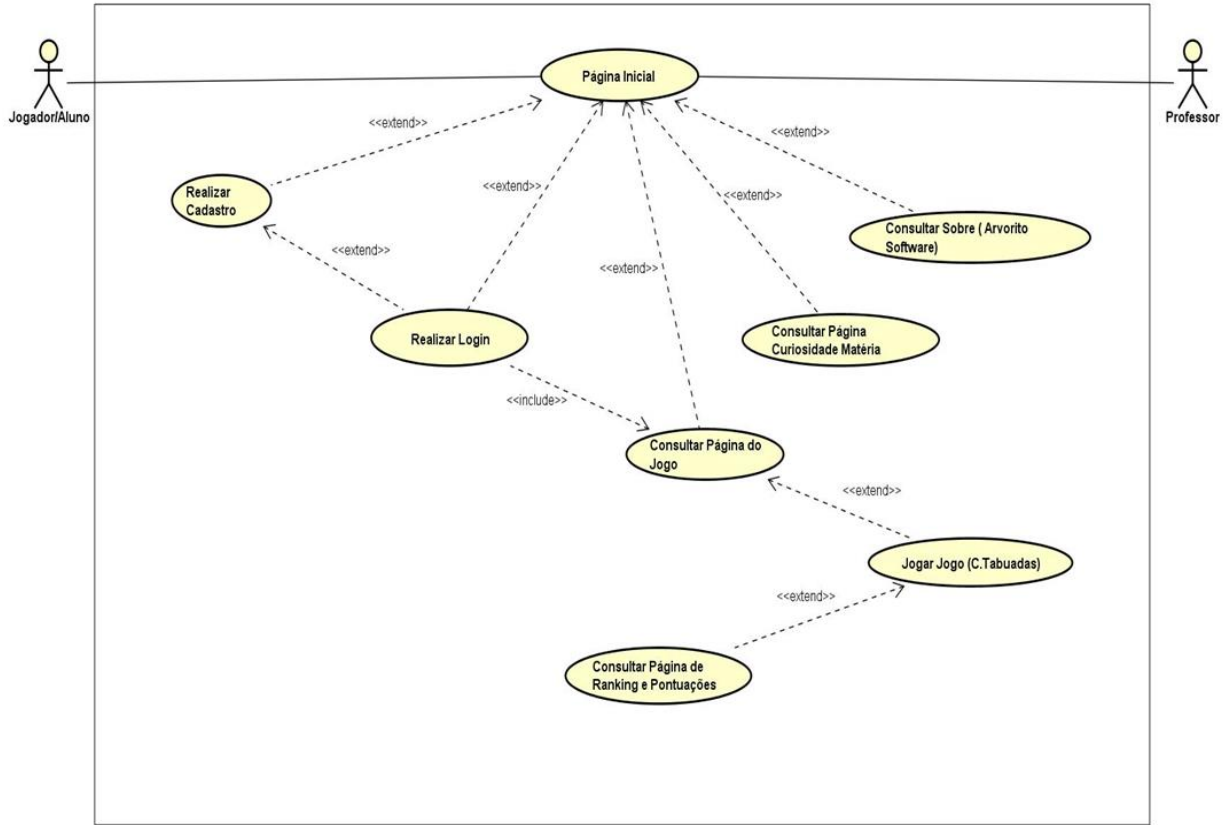 Página Inicial
Jogador/Aluno
Professor
<<extend>>
<<extend>>
<<extend>>
<<extend>>
Realizar
Cadastro
Consultar Sobre ( Arvorito
Software)
<<extend>>
<<extend>>
Realizar Login
Consultar Página
Curiosidade Matéria
<<include>>
Consultar Página do
Jogo
<<extend>>
Jogar Jogo (C.Tabuadas)
<<extend>>
Consultar Página de
Ranking e Pontuações